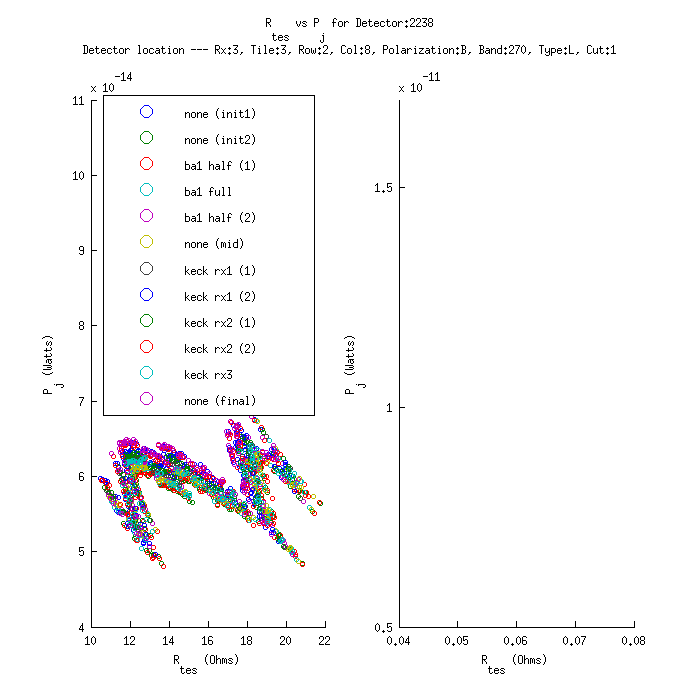 R tes vs P j for Detector:2238
Detector location --- Rx:3, Tile:3, Row:2, Col:8, Polarization:B, Band:270, Type:L, Cut:1
x 10 -14
11
10
9
8
7
6
5
4
P j (Watts)
none (init1)
none (init2)
ba1 half (1)
ba1 full
ba1 half (2)
none (mid)
keck rx1 (1)
keck rx1 (2)
keck rx2 (1)
keck rx2 (2)
keck rx3
none (final)
10 12 14 16 18 20 22
R tes (Ohms)
x 10 -11
1.5
1
0.5
P j (Watts)
0.04 0.05 0.06 0.07 0.08
R tes (Ohms)